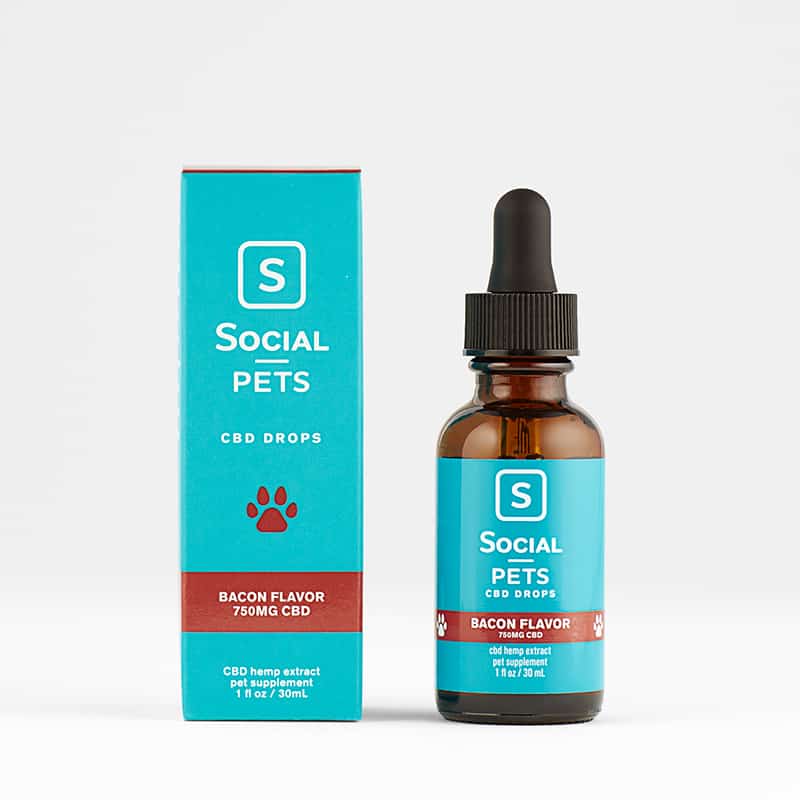 S
SOCIAL
PETS
CBD DROPS
BACON FLAVOR
750MG CBD
CBD hemp extract
pet supplement
1 fl oz / 30mL
S
SOCIAL
PETS
CBD DROPS
BACON FLAVOR
750MG CBD
cbd hemp extract
pet supplement
1 fl oz / 30 mL